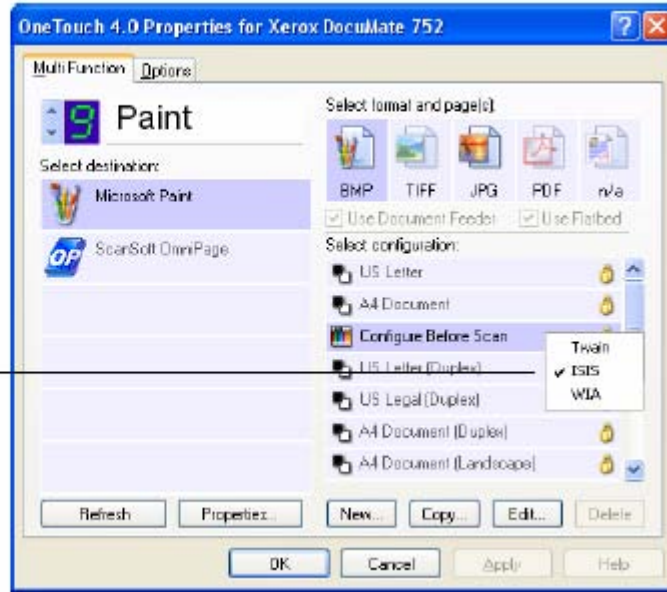 OneTouch 4.0 Properties for Xerox DocuMate 752
MultiFunction Options
9 Paint
Select destination:
Microsoft Paint
OP ScanSoft OmniPage
Refresh Properties...
Select format and page(s):
BMP TIFF JPG PDF n/a
Use Document Feeder Use Flatbed
Select configuration:
US Letter
A4 Document
Configure Before Scan
US Letter (Duplex)
US Legal (Duplex)
A4 Document (Duplex)
A4 Document (Landscape)
Twain
ISIS
WIA
New... Copy... Edit... Delete
OK Cancel Apply Help